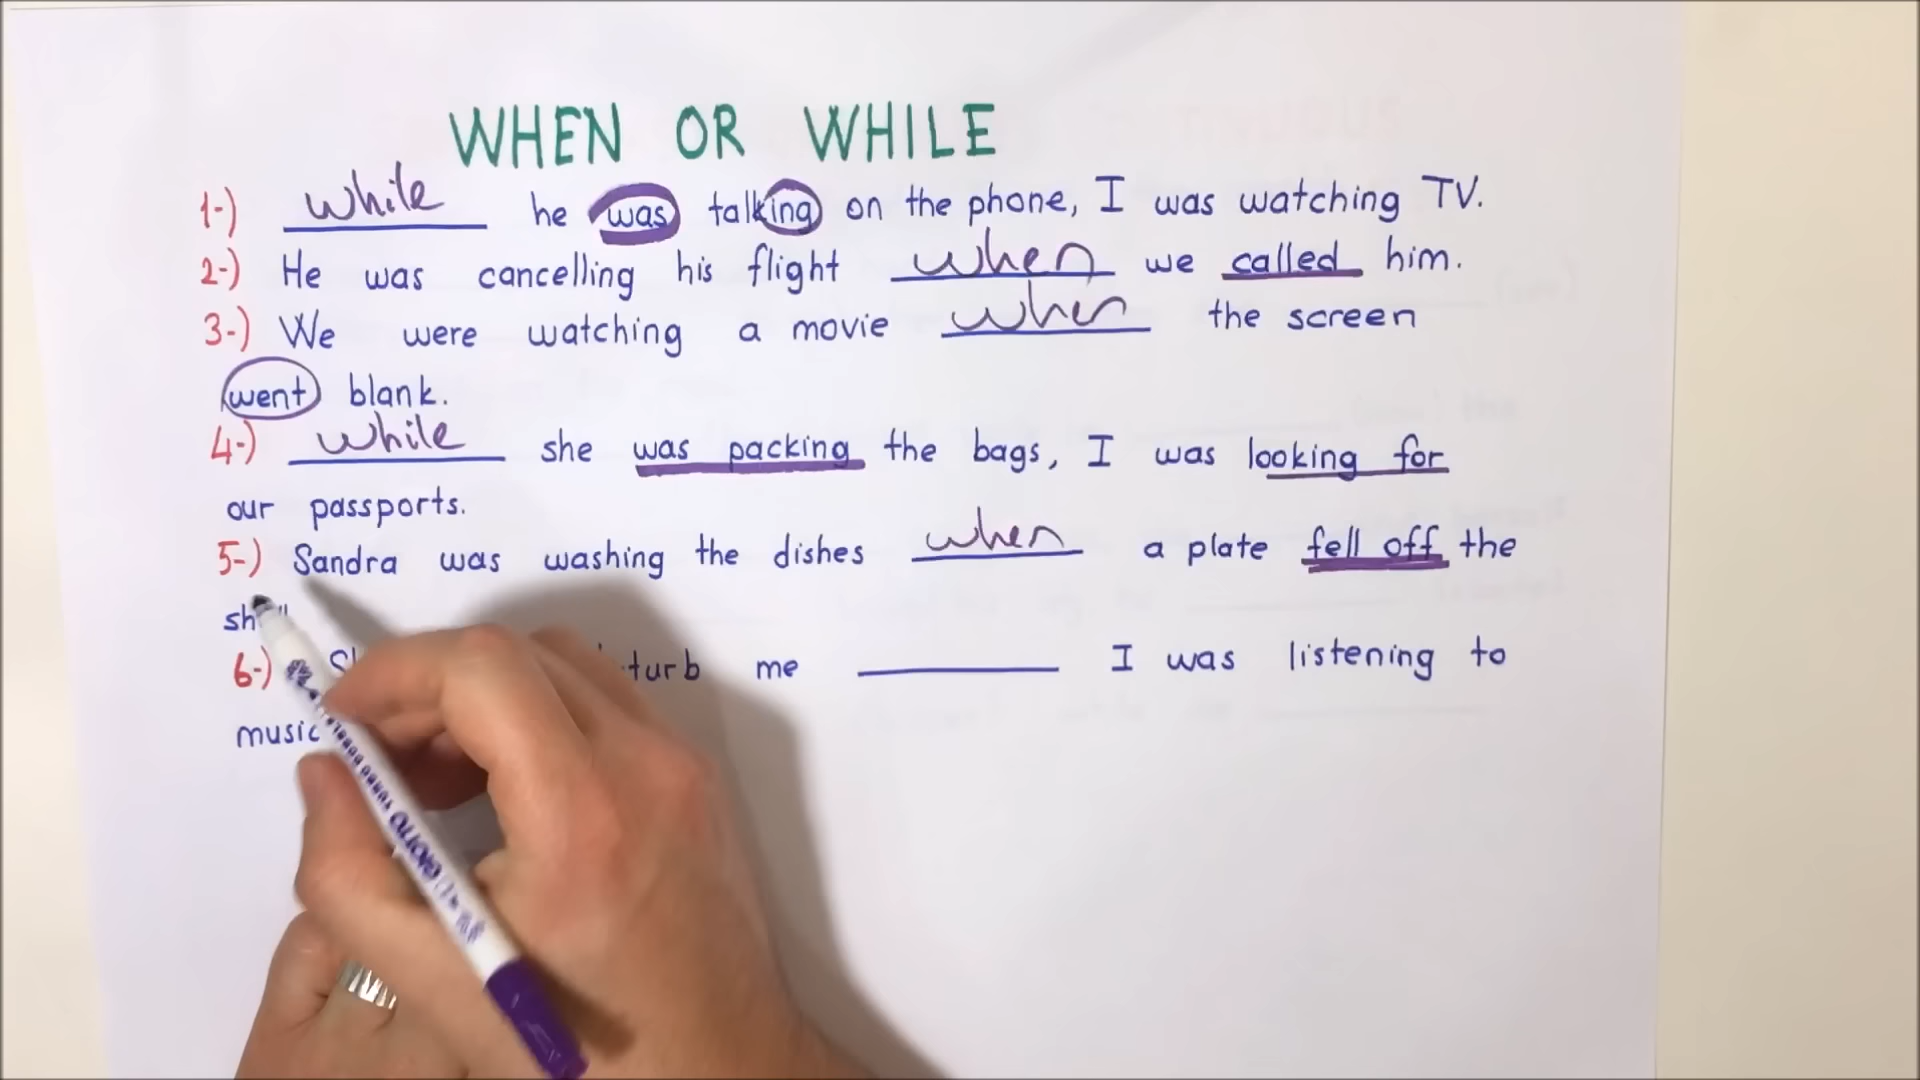 WHEN OR WHILE
1-) while he was talking on the phone, I was watching TV.
2-) He was cancelling his flight when we called him.
3-) We were watching a movie when the screen
went blank.
4-) while she was packing the bags, I was looking for
our passports.
5-) Sandra was washing the dishes when a plate fell off the
6-) me I was listening to
music
GIOTTO